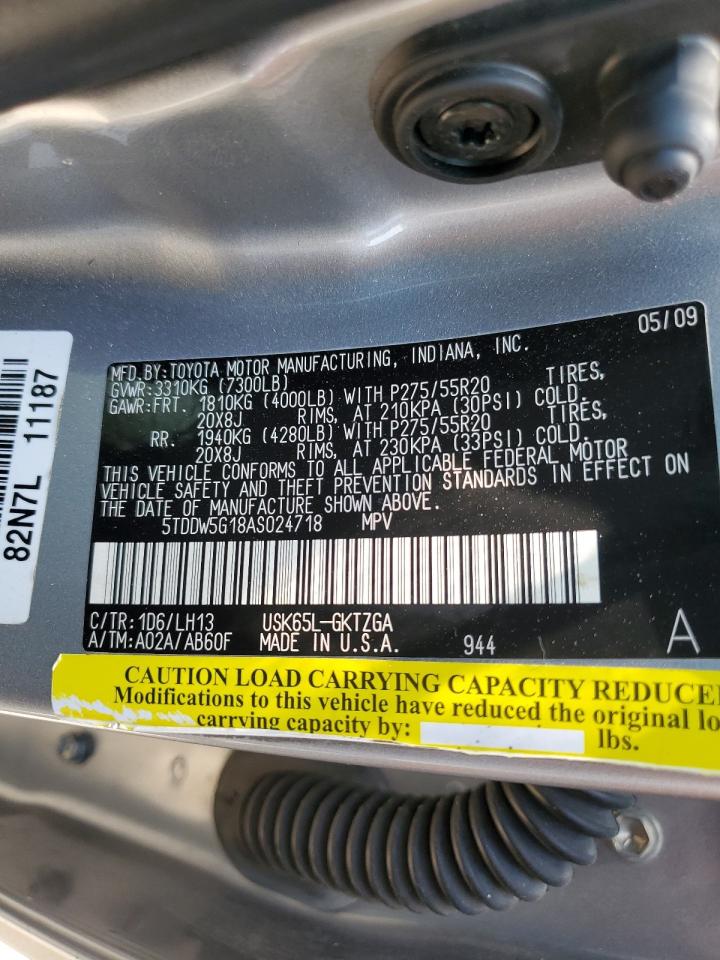 05/09
MFD.BY:TOYOTA MOTOR MANUFACTURING, INDIANA, INC.
GVWR:3310KG (7300LB)
GAWR:FRT. 1810KG (4000LB) WITH P275/55R20 TIRES,
20X8J RIMS, AT 210KPA (30PSI) COLD.
RR. 1940KG (4280LB) WITH P275/55R20 TIRES,
20X8J RIMS, AT 230KPA (33PSI) COLD.
THIS VEHICLE CONFORMS TO ALL APPLICABLE FEDERAL MOTOR
VEHICLE SAFETY AND THEFT PREVENTION STANDARDS IN EFFECT ON
THE DATE OF MANUFACTURE SHOWN ABOVE.
5TDDW5G18AS024718 MPV
C/TR:1D6/LH13 USK65L-GKTZGA
A/TM:A02A/AB60F MADE IN U.S.A. 944 A
82N7L 11187
CAUTION LOAD CARRYING CAPACITY REDUCE
Modifications to this vehicle have reduced the original lo
carrying capacity by: lbs.